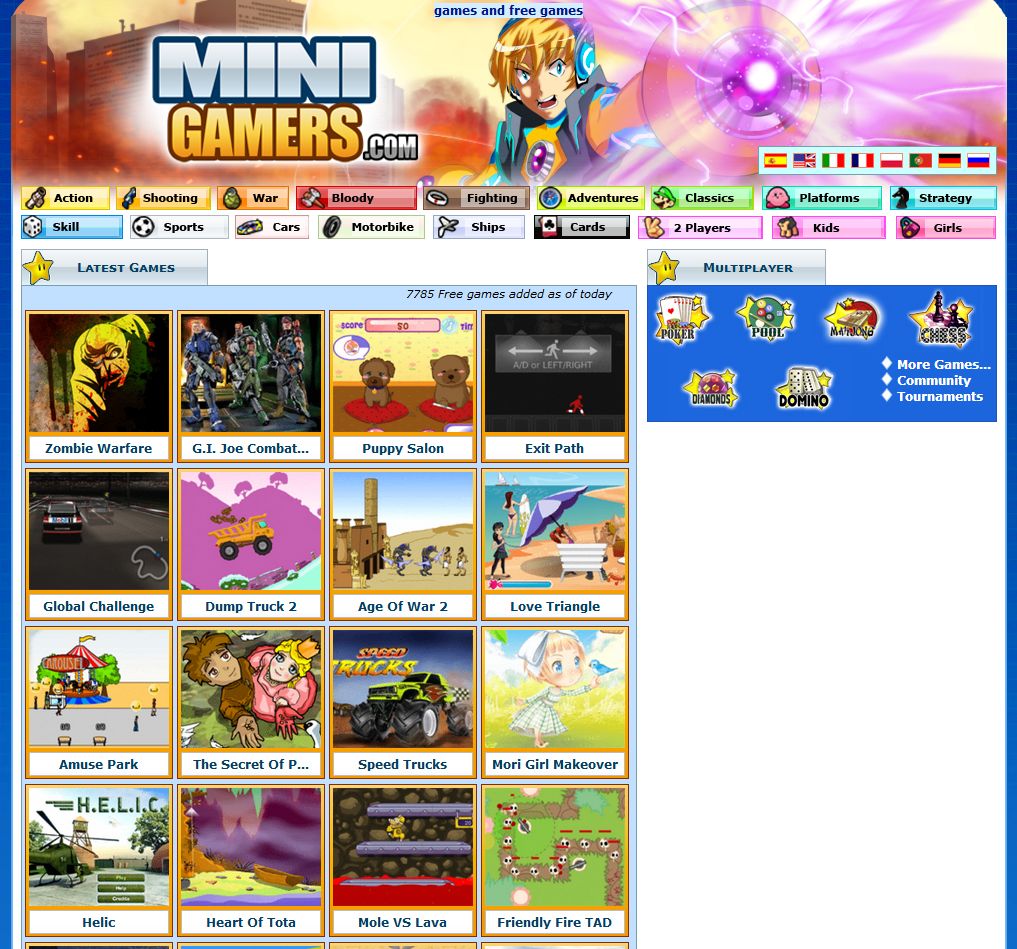 games and free games
MINI
GAMERS.COM
Action
Shooting
War
Bloody
Fighting
Adventures
Classics
Platforms
Strategy
Skill
Sports
Cars
Motorbike
Ships
Cards
2 Players
Kids
Girls
Latest Games
Multiplayer
7785 Free games added as of today
POKER
POOL
MAHJONG
CHESS
DIAMONDS
DOMINO
More Games...
Community
Tournaments
score
50
A/D or LEFT/RIGHT
Zombie Warfare
G.I. Joe Combat...
Puppy Salon
Exit Path
Global Challenge
Dump Truck 2
Age Of War 2
Love Triangle
CAROUSEL
SPEED
TRUCKS
Amuse Park
The Secret Of P...
Speed Trucks
Mori Girl Makeover
H.E.L.I.C.
Play
Help
Credits
Helic
Heart Of Tota
Mole VS Lava
Friendly Fire TAD